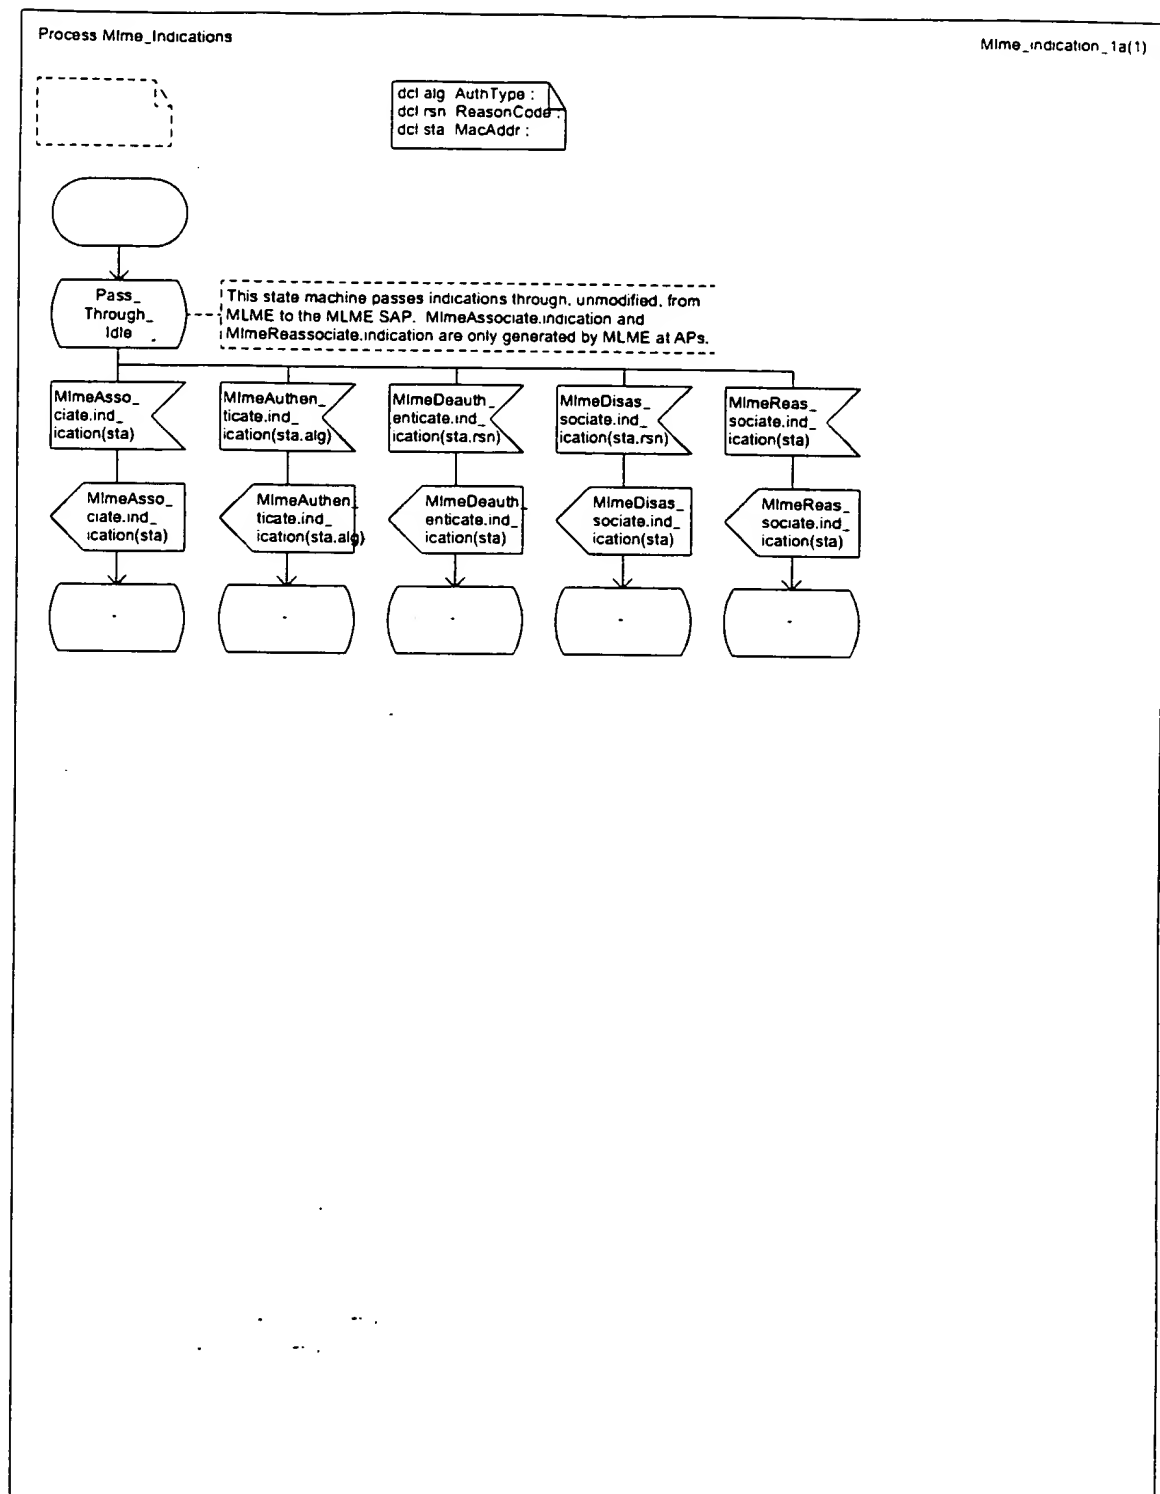 Process Mlme_Indications
Mlme_indication_1a(1)
dcl alg AuthType ;
dcl rsn ReasonCode ;
dcl sta MacAddr ;
Pass_
Through_
Idle
This state machine passes indications through, unmodified, from
MLME to the MLME SAP. MlmeAssociate.indication and
MlmeReassociate.indication are only generated by MLME at APs.
MlmeAsso_
ciate.ind_
ication(sta)
MlmeAuthen_
ticate.ind_
ication(sta,alg)
MlmeDeauth_
enticate.ind_
ication(sta,rsn)
MlmeDisas_
sociate.ind_
ication(sta,rsn)
MlmeReas_
sociate.ind_
ication(sta)
MlmeAsso_
ciate.ind_
ication(sta)
MlmeAuthen_
ticate.ind_
ication(sta,alg)
MlmeDeauth_
enticate.ind_
ication(sta)
MlmeDisas_
sociate.ind_
ication(sta)
MlmeReas_
sociate.ind_
ication(sta)
-
-
-
-
-